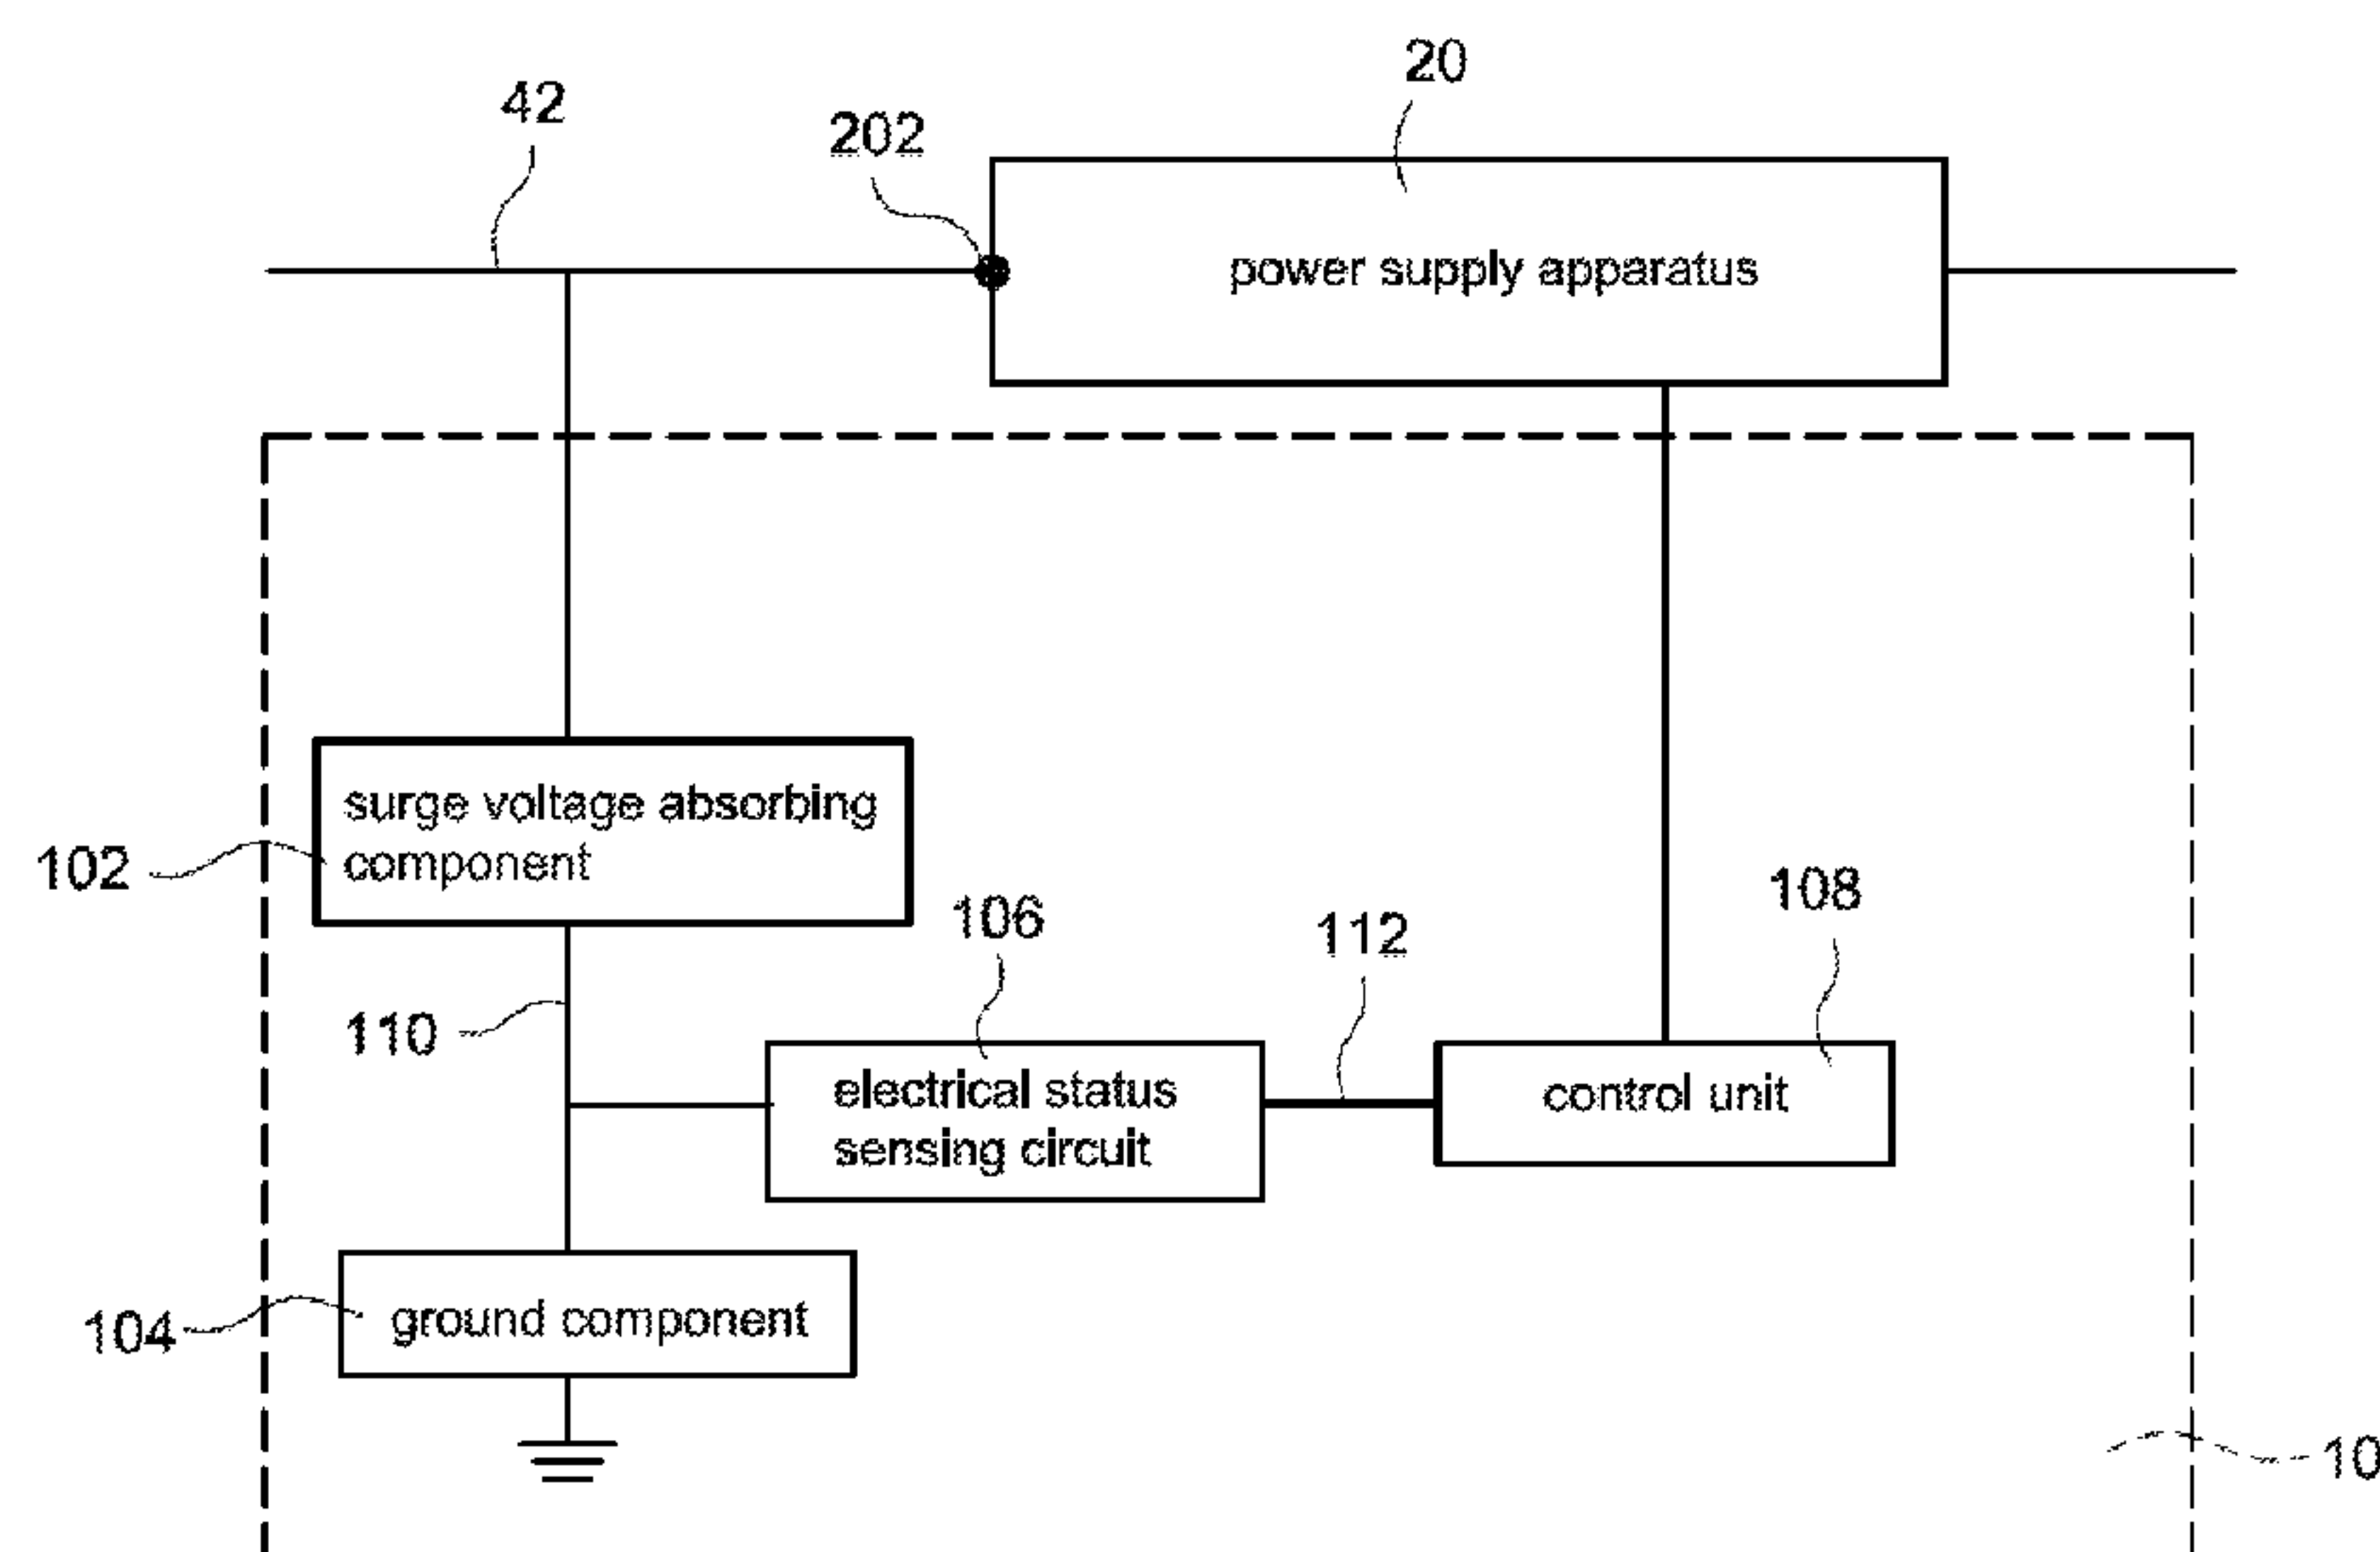 20
42
202
power supply apparatus
surge voltage absorbing
component
102
106
112
108
110
electrical status
sensing circuit
control unit
104
ground component
10